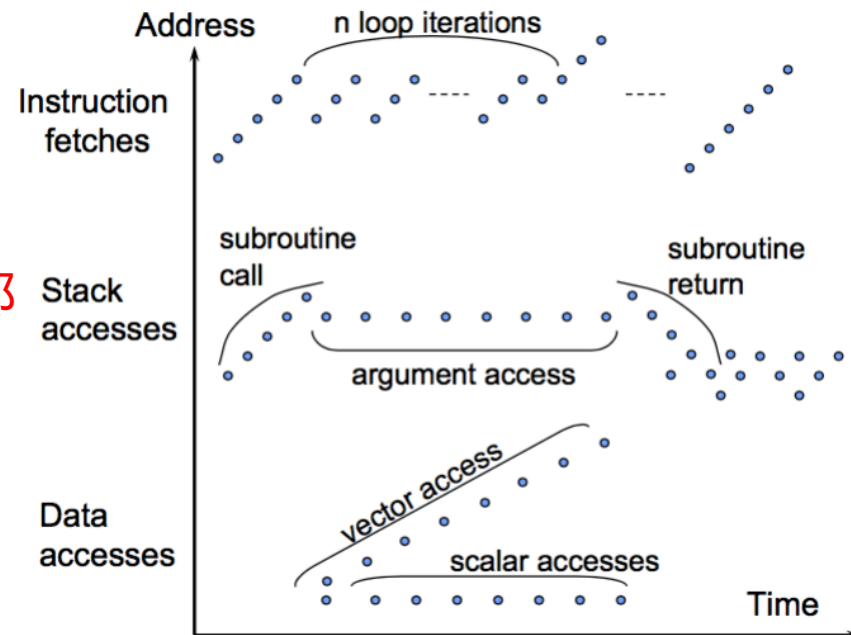 Address
n loop iterations
Instruction
fetches
subroutine
call
subroutine
return
Stack
accesses
argument access
vector access
Data
accesses
scalar accesses
Time